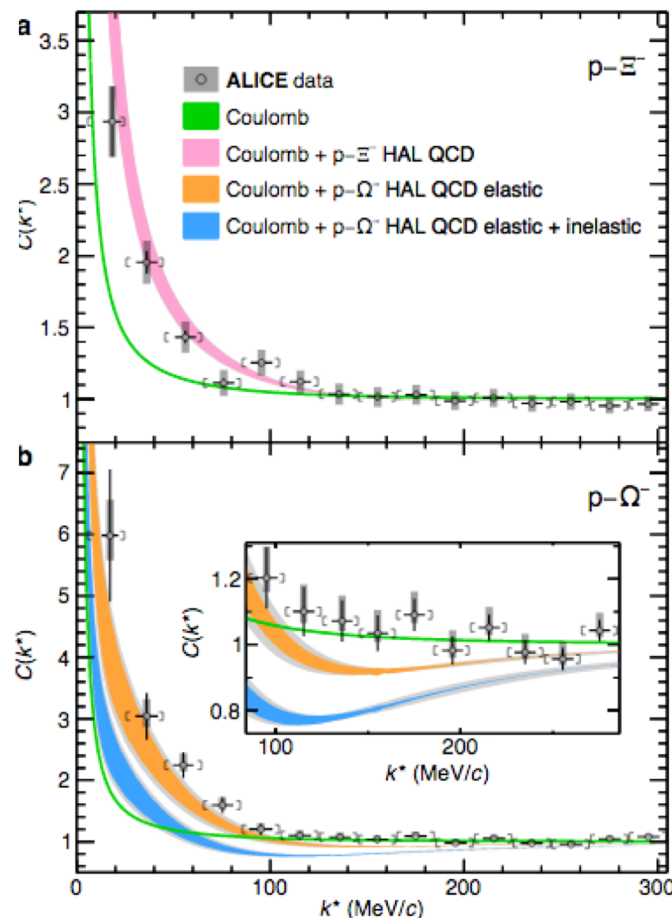 a
p–Ξ⁻
ALICE data
Coulomb
Coulomb + p–Ξ⁻ HAL QCD
Coulomb + p–Ω⁻ HAL QCD elastic
Coulomb + p–Ω⁻ HAL QCD elastic + inelastic
C(k*)
3.5
3
2.5
2
1.5
1
b
p–Ω⁻
C(k*)
7
6
5
4
3
2
1
C(k*)
1.2
1
0.8
100
200
k* (MeV/c)
0
100
200
300
k* (MeV/c)